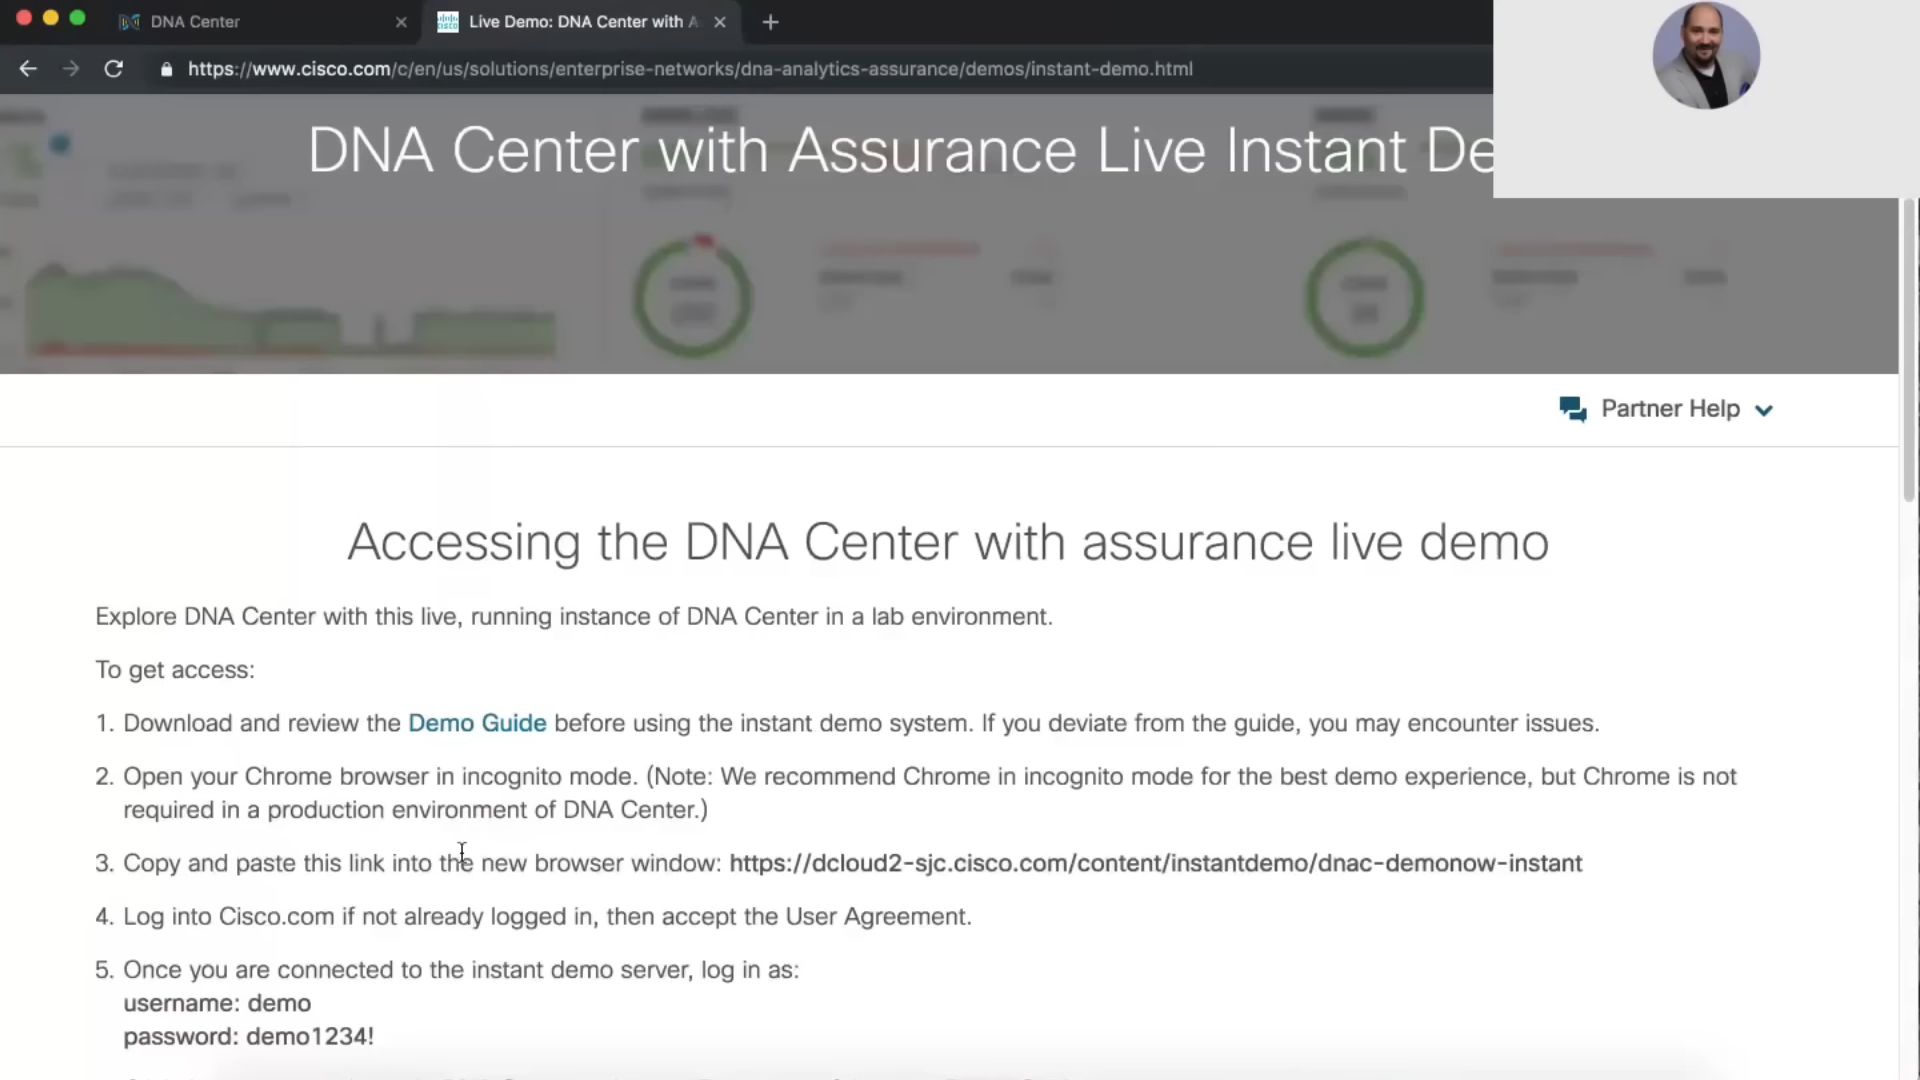 DNA Center
Live Demo: DNA Center with A
https://www.cisco.com/c/en/us/solutions/enterprise-networks/dna-analytics-assurance/demos/instant-demo.html
DNA Center with Assurance Live Instant De
Partner Help
Accessing the DNA Center with assurance live demo
Explore DNA Center with this live, running instance of DNA Center in a lab environment.
To get access:
1. Download and review the Demo Guide before using the instant demo system. If you deviate from the guide, you may encounter issues.
2. Open your Chrome browser in incognito mode. (Note: We recommend Chrome in incognito mode for the best demo experience, but Chrome is not
required in a production environment of DNA Center.)
3. Copy and paste this link into the new browser window: https://dcloud2-sjc.cisco.com/content/instantdemo/dnac-demonow-instant
4. Log into Cisco.com if not already logged in, then accept the User Agreement.
5. Once you are connected to the instant demo server, log in as:
username: demo
password: demo1234!